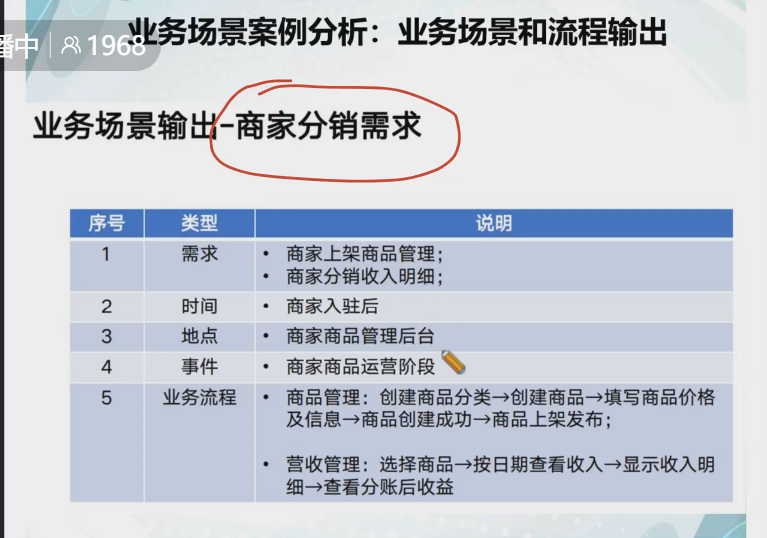 业务场景案例分析：业务场景和流程输出
播中 1968
业务场景输出-商家分销需求
序号 类型 说明
1 需求 • 商家上架商品管理；
• 商家分销收入明细；
2 时间 • 商家入驻后
3 地点 • 商家商品管理后台
4 事件 • 商家商品运营阶段
5 业务流程 • 商品管理：创建商品分类→创建商品→填写商品价格
及信息→商品创建成功→商品上架发布；
• 营收管理：选择商品→按日期查看收入→显示收入明
细→查看分账后收益